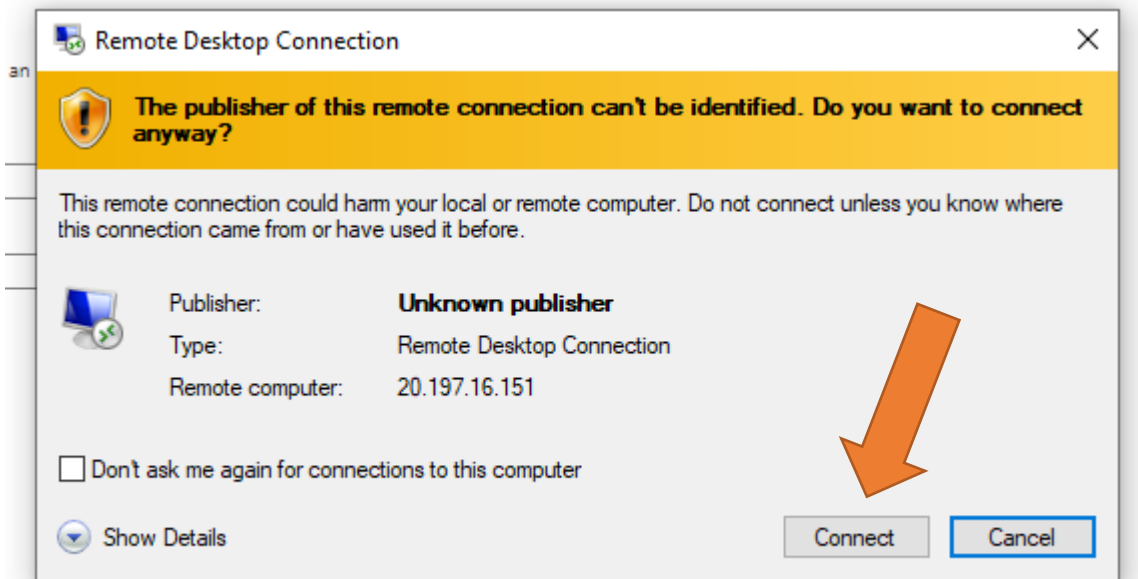 Remote Desktop Connection
an
The publisher of this remote connection can't be identified. Do you want to connect
anyway?
This remote connection could harm your local or remote computer. Do not connect unless you know where
this connection came from or have used it before.
Publisher: Unknown publisher
Type: Remote Desktop Connection
Remote computer: 20.197.16.151
Don't ask me again for connections to this computer
Show Details Connect Cancel